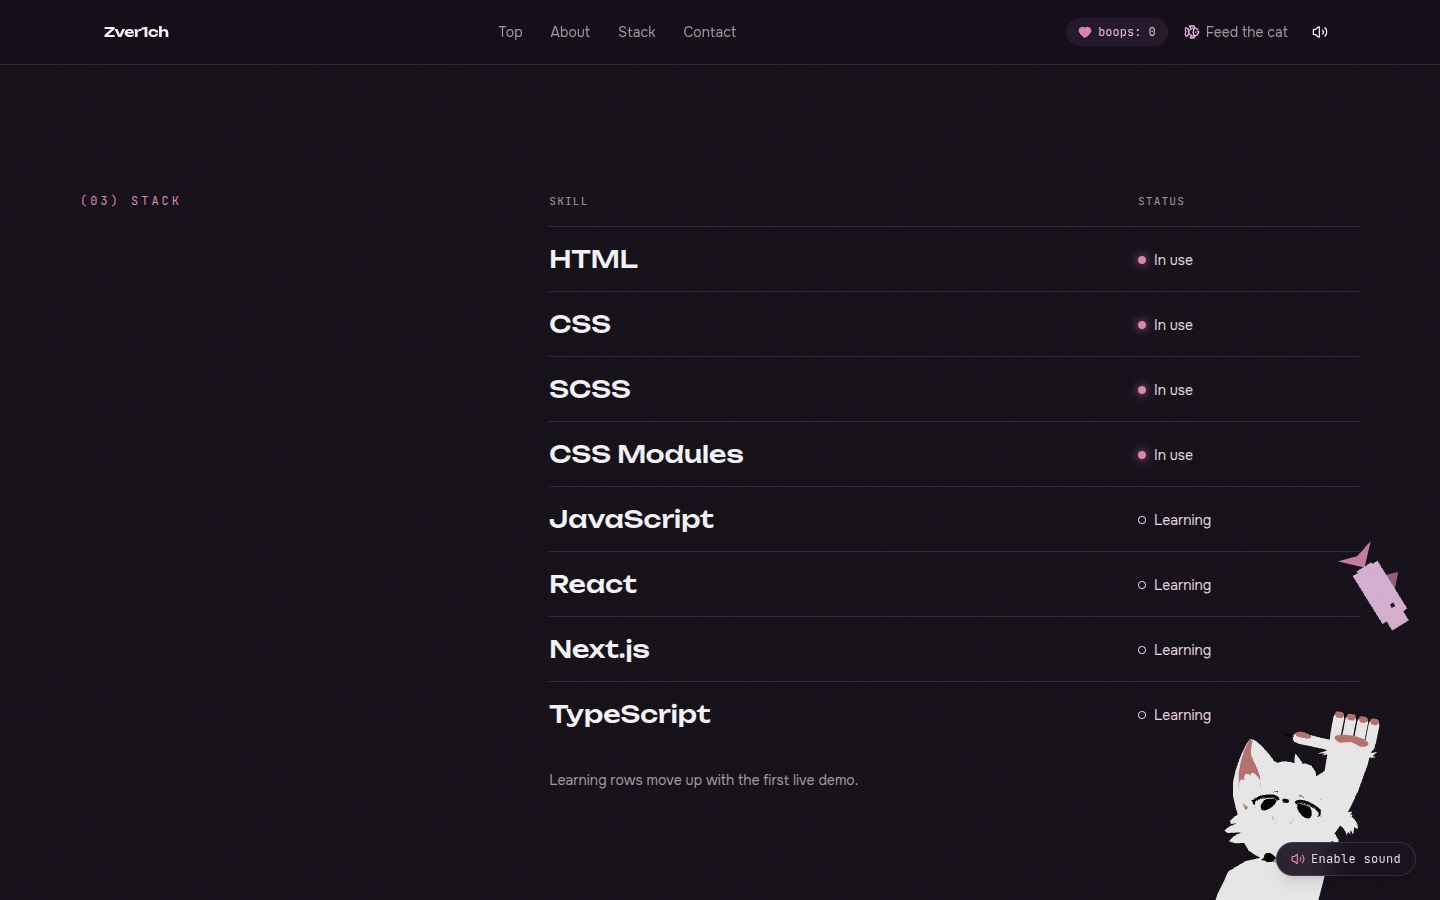 Zver1ch
Top About Stack Contact
boops: 0
Feed the cat
(03) STACK
SKILL STATUS
HTML In use
CSS In use
SCSS In use
CSS Modules In use
JavaScript Learning
React Learning
Next.js Learning
TypeScript Learning
Learning rows move up with the first live demo.
Enable sound